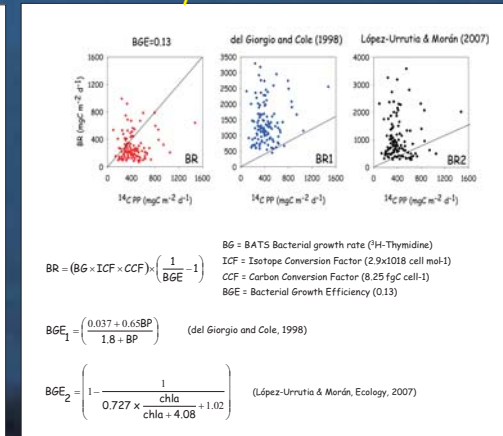 BGE=0.13
del Giorgio and Cole (1998)
López-Urrutia & Morán (2007)
1600
1200
800
400
0
BR (mgC m⁻² d⁻¹)
BR
0 400 800 1200 1600
¹⁴C PP (mgC m⁻² d⁻¹)
3500
3000
2500
2000
1500
1000
500
0
BR1
0 400 800 1200 1600
¹⁴C PP (mgC m⁻² d⁻¹)
4000
3000
2000
1000
0
BR2
0 400 800 1200 1600
¹⁴C PP (mgC m⁻² d⁻¹)
BR = (BG × ICF × CCF) × (1/BGE − 1)
BG = BATS Bacterial growth rate (³H-Thymidine)
ICF = Isotope Conversion Factor (2.9x1018 cell mol-1)
CCF = Carbon Conversion Factor (8.25 fgC cell-1)
BGE = Bacterial Growth Efficiency (0.13)
BGE₁ = (0.037 + 0.65BP / 1.8 + BP) (del Giorgio and Cole, 1998)
BGE₂ = (1 − 1 / (0.727 x chla / (chla + 4.08) + 1.02)) (López-Urrutia & Morán, Ecology, 2007)